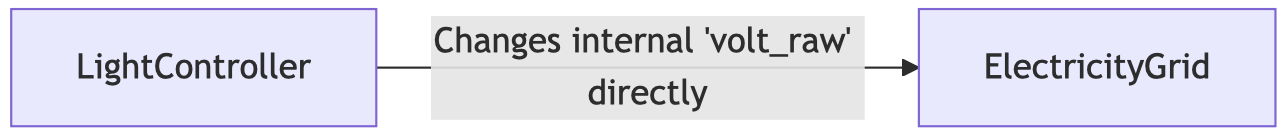 LightController
Changes internal 'volt_raw'
directly
ElectricityGrid